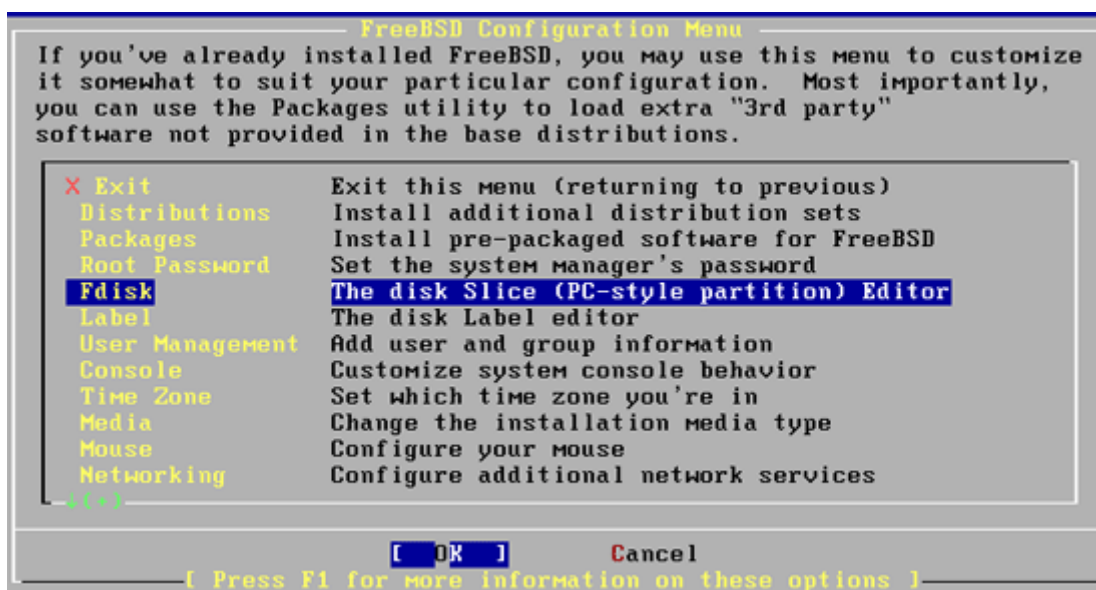 FreeBSD Configuration Menu
If you've already installed FreeBSD, you may use this menu to customize
it somewhat to suit your particular configuration.  Most importantly,
you can use the Packages utility to load extra "3rd party"
software not provided in the base distributions.
X Exit Exit this menu (returning to previous)
Distributions Install additional distribution sets
Packages Install pre-packaged software for FreeBSD
Root Password Set the system manager's password
Fdisk The disk Slice (PC-style partition) Editor
Label The disk Label editor
User Management Add user and group information
Console Customize system console behavior
Time Zone Set which time zone you're in
Media Change the installation media type
Mouse Configure your mouse
Networking Configure additional network services
↓(+)
[ OK ] Cancel
[ Press F1 for more information on these options ]